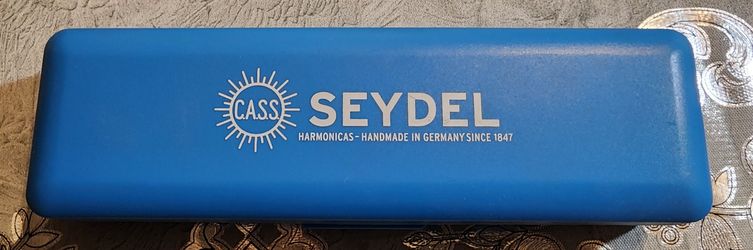 C.A.S.S.
SEYDEL
HARMONICAS - HANDMADE IN GERMANY SINCE 1847